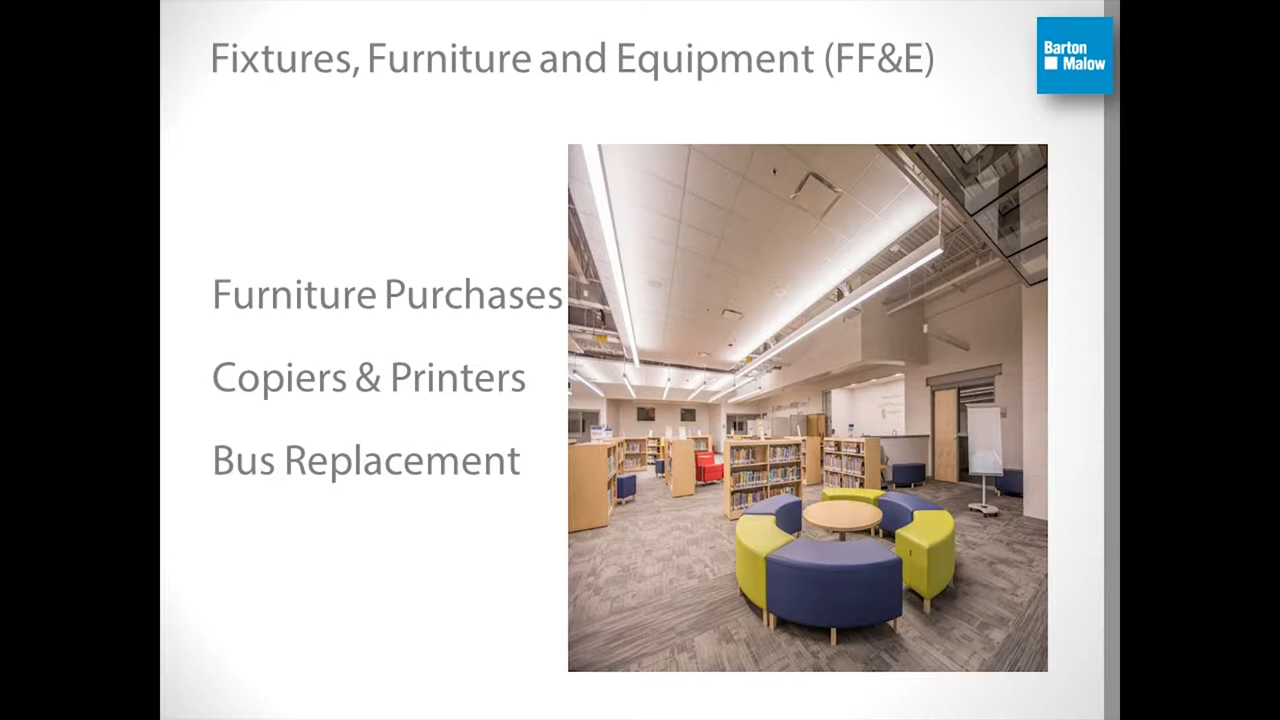 Fixtures, Furniture and Equipment (FF&E)
Barton
Malow
Furniture Purchases
Copiers & Printers
Bus Replacement